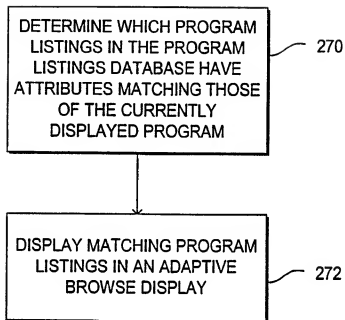 DETERMINE WHICH PROGRAM
LISTINGS IN THE PROGRAM
LISTINGS DATABASE HAVE
ATTRIBUTES MATCHING THOSE
OF THE CURRENTLY
DISPLAYED PROGRAM
270
DISPLAY MATCHING PROGRAM
LISTINGS IN AN ADAPTIVE
BROWSE DISPLAY
272